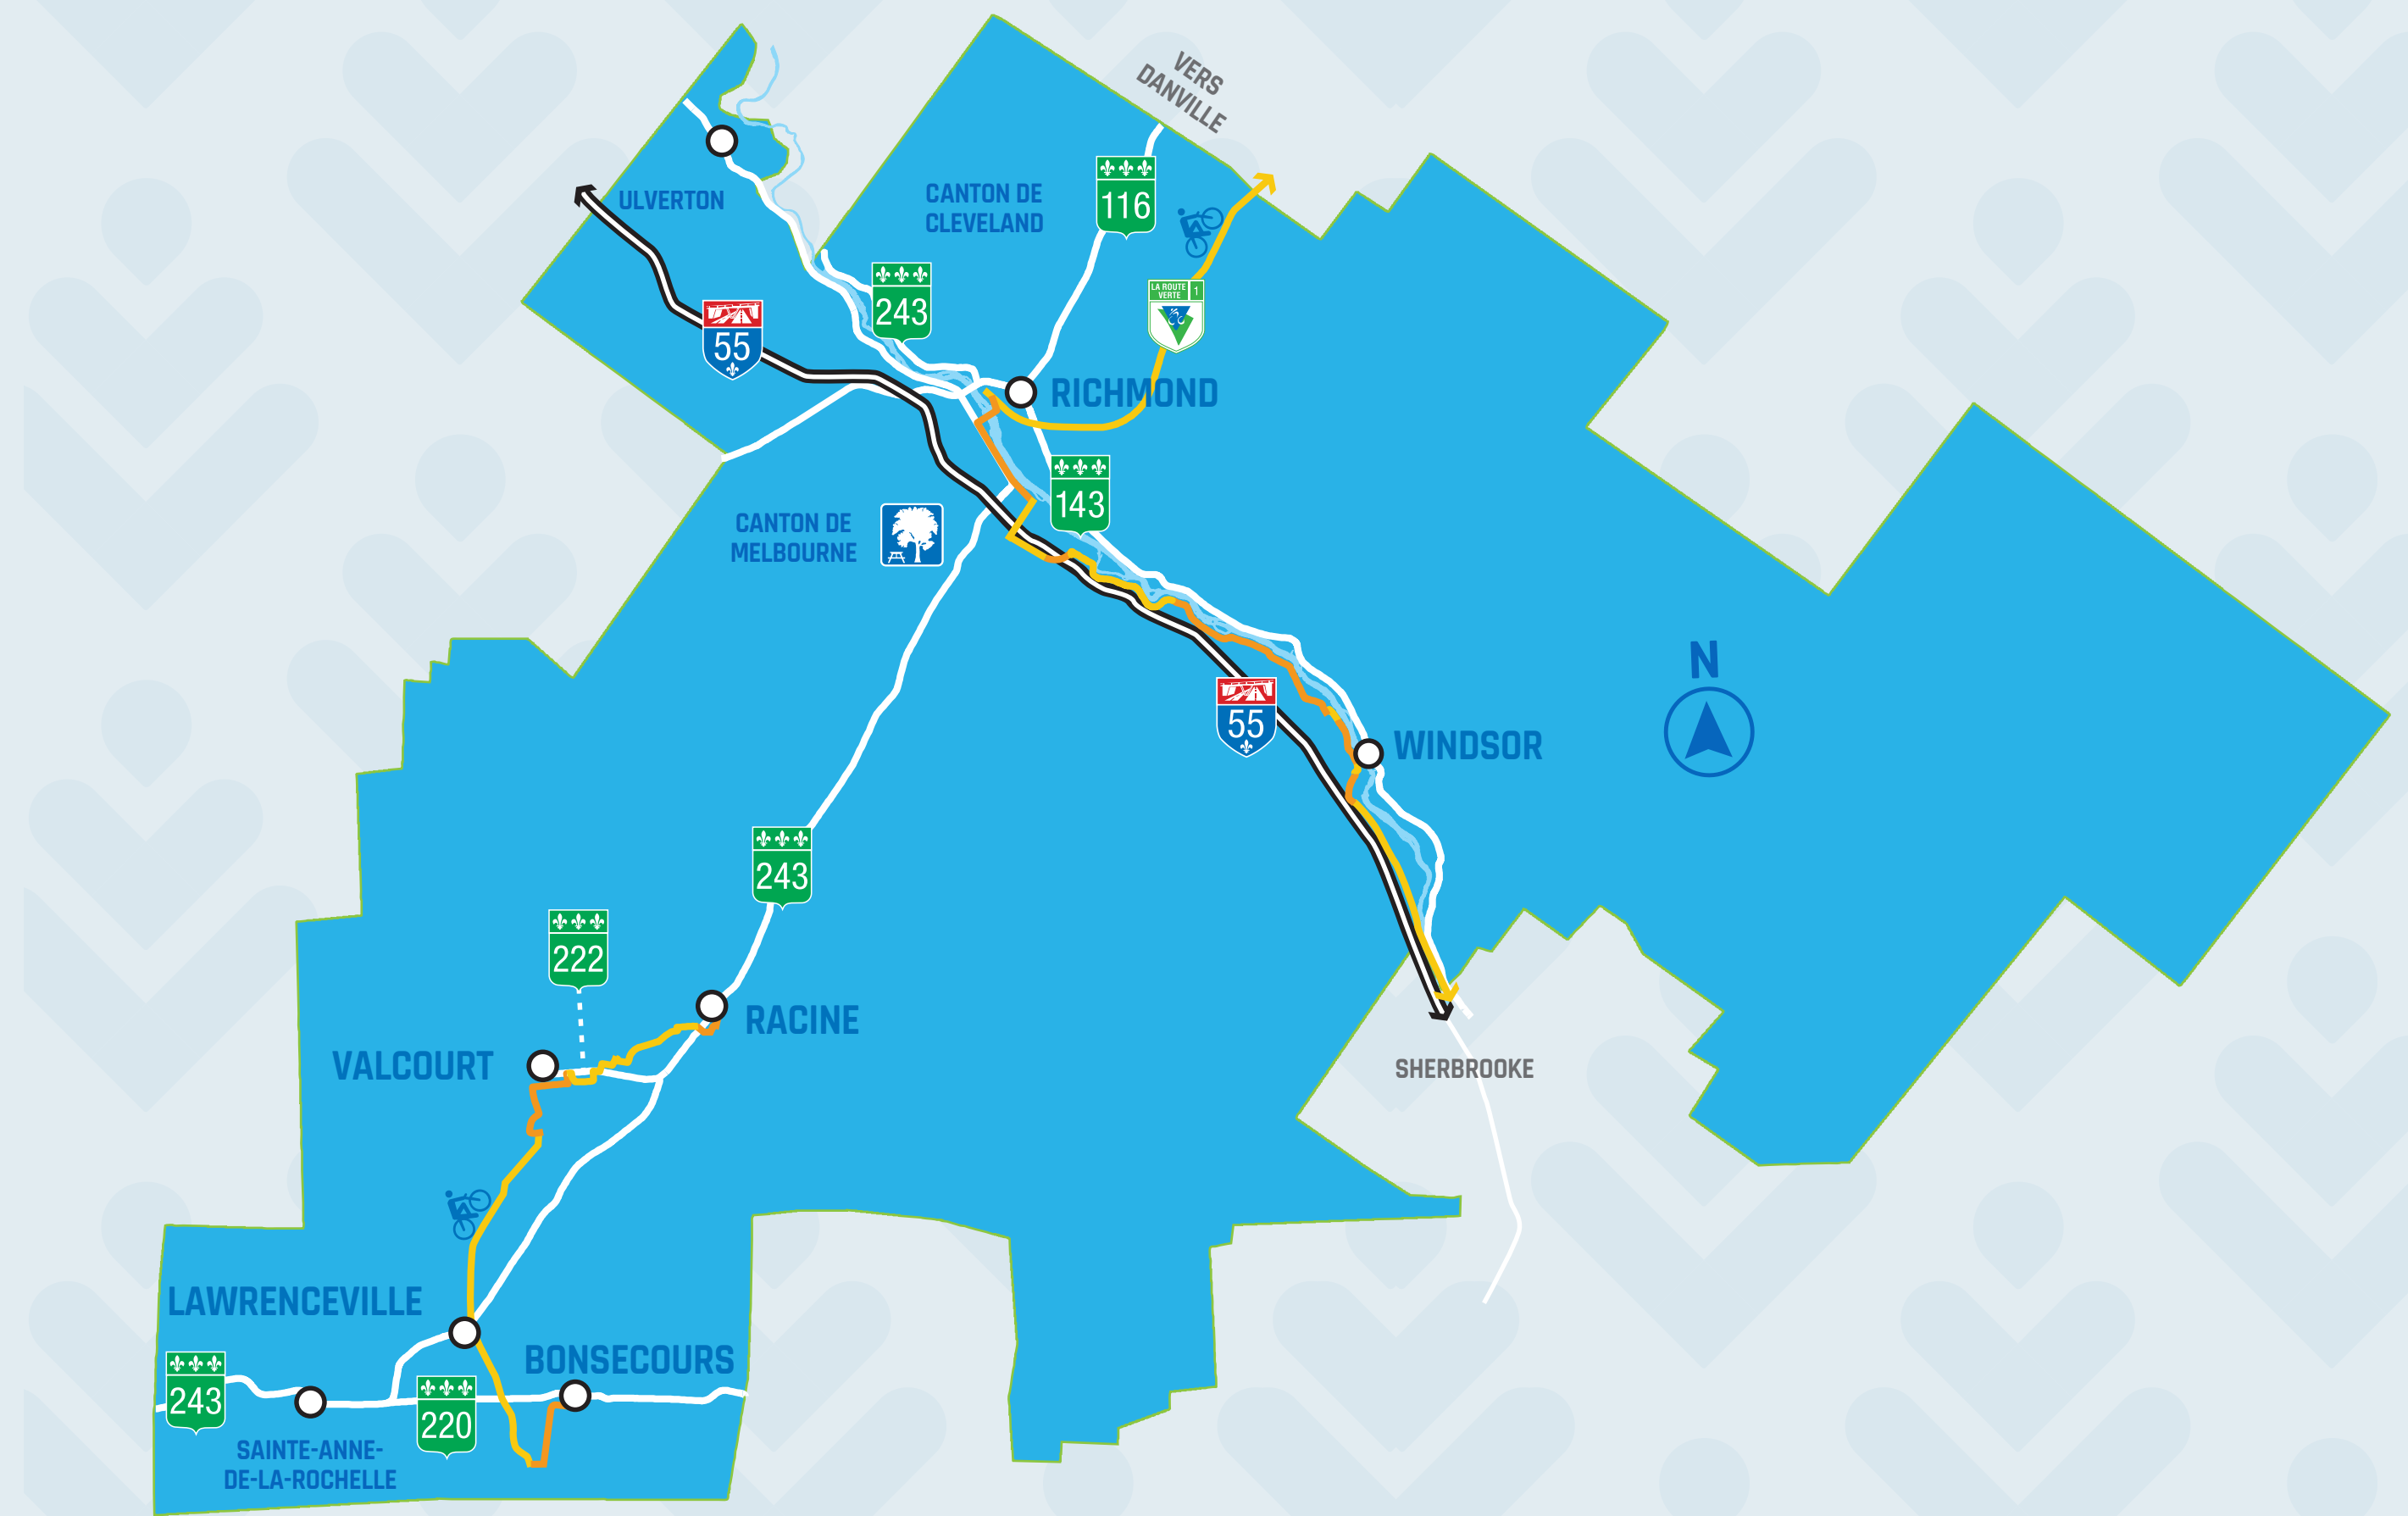 VERS
DANVILLE
ULVERTON
CANTON DE
CLEVELAND
116
243
LA ROUTE
VERTE
1
55
RICHMOND
143
CANTON DE
MELBOURNE
N
55
WINDSOR
243
222
RACINE
VALCOURT
SHERBROOKE
LAWRENCEVILLE
BONSECOURS
243
220
SAINTE-ANNE-
DE-LA-ROCHELLE